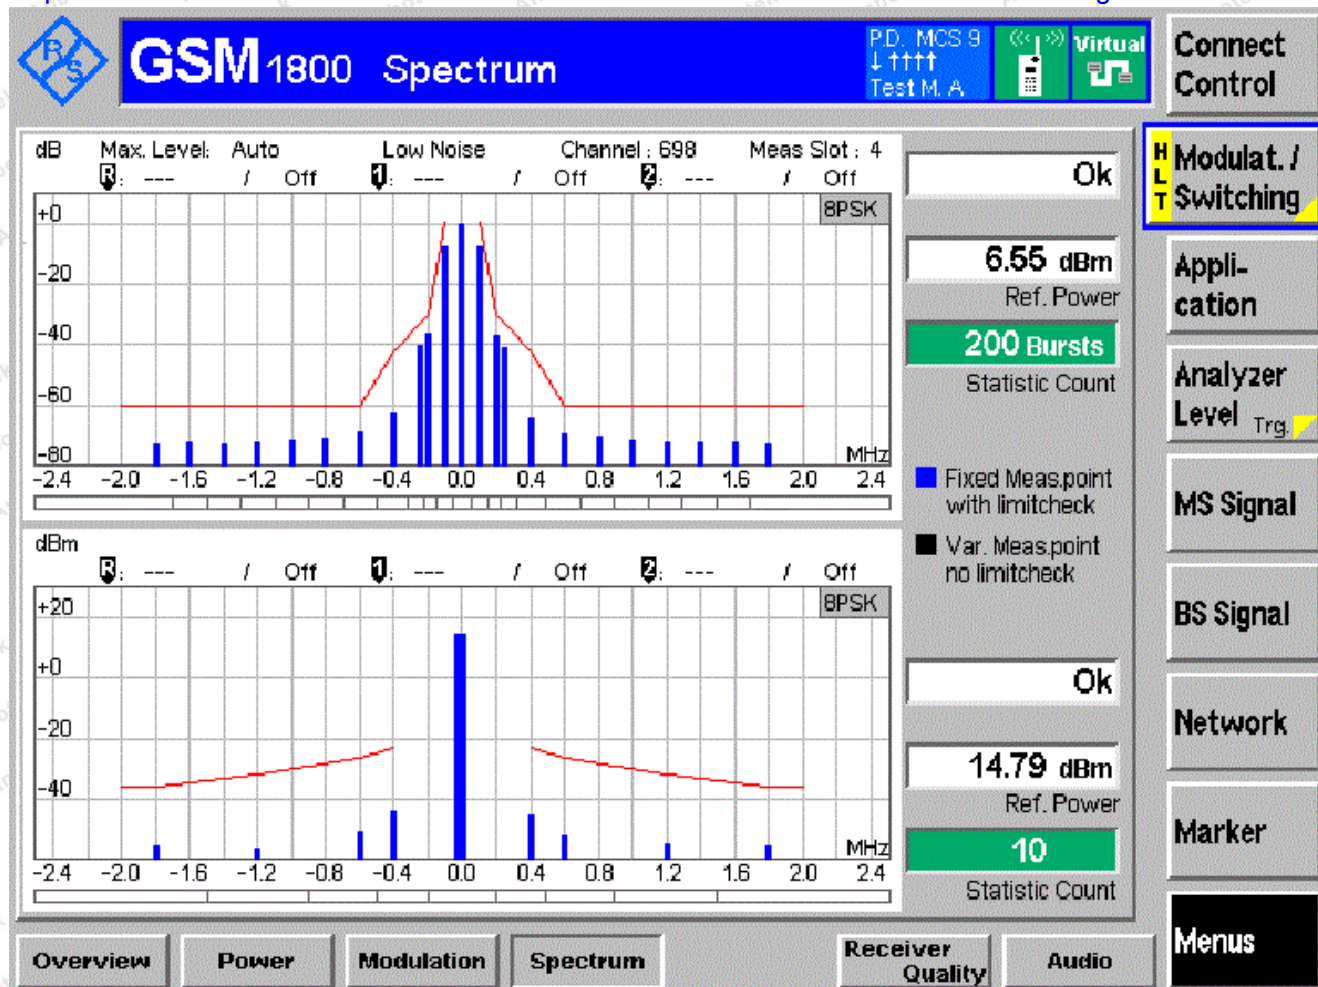 R S
GSM 1800 Spectrum
P.D. MCS 9
↓ ↑↑↑↑
Test M. A
Virtual
Connect
Control
dB Max. Level: Auto Low Noise Channel : 698 Meas Slot : 4
R : --- / Off 1 : --- / Off 2 : --- / Off
8PSK
+0
-20
-40
-60
-80
MHz
-2.4 -2.0 -1.6 -1.2 -0.8 -0.4 0.0 0.4 0.8 1.2 1.6 2.0 2.4
Ok
6.55 dBm
Ref. Power
200 Bursts
Statistic Count
Fixed Meas.point
with limitcheck
Var. Meas.point
no limitcheck
dBm
R : --- / Off 1 : --- / Off 2 : --- / Off
8PSK
+20
+0
-20
-40
MHz
-2.4 -2.0 -1.6 -1.2 -0.8 -0.4 0.0 0.4 0.8 1.2 1.6 2.0 2.4
Ok
14.79 dBm
Ref. Power
10
Statistic Count
HLT
Modulat. /
Switching
Appli-
cation
Analyzer
Level Trg.
MS Signal
BS Signal
Network
Marker
Menus
Overview Power Modulation Spectrum Receiver Quality Audio